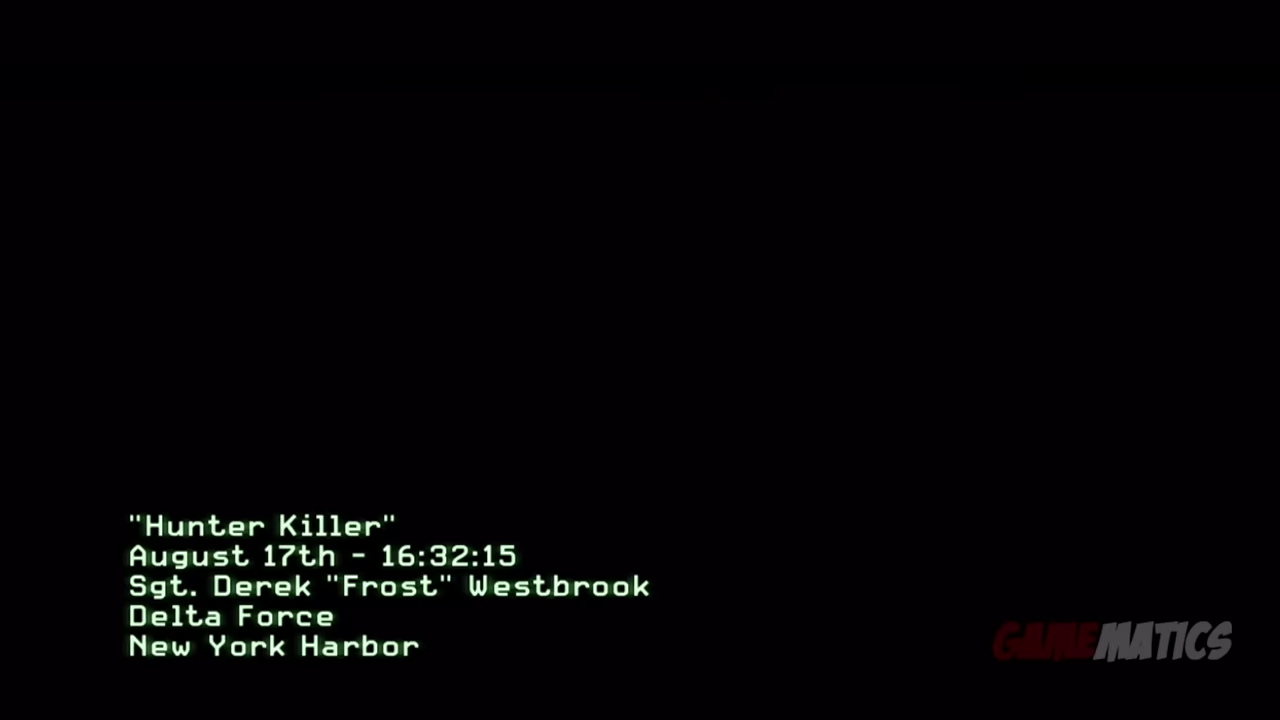 "Hunter Killer"
August 17th - 16:32:15
Sgt. Derek "Frost" Westbrook
Delta Force
New York Harbor
GAMEMATICS